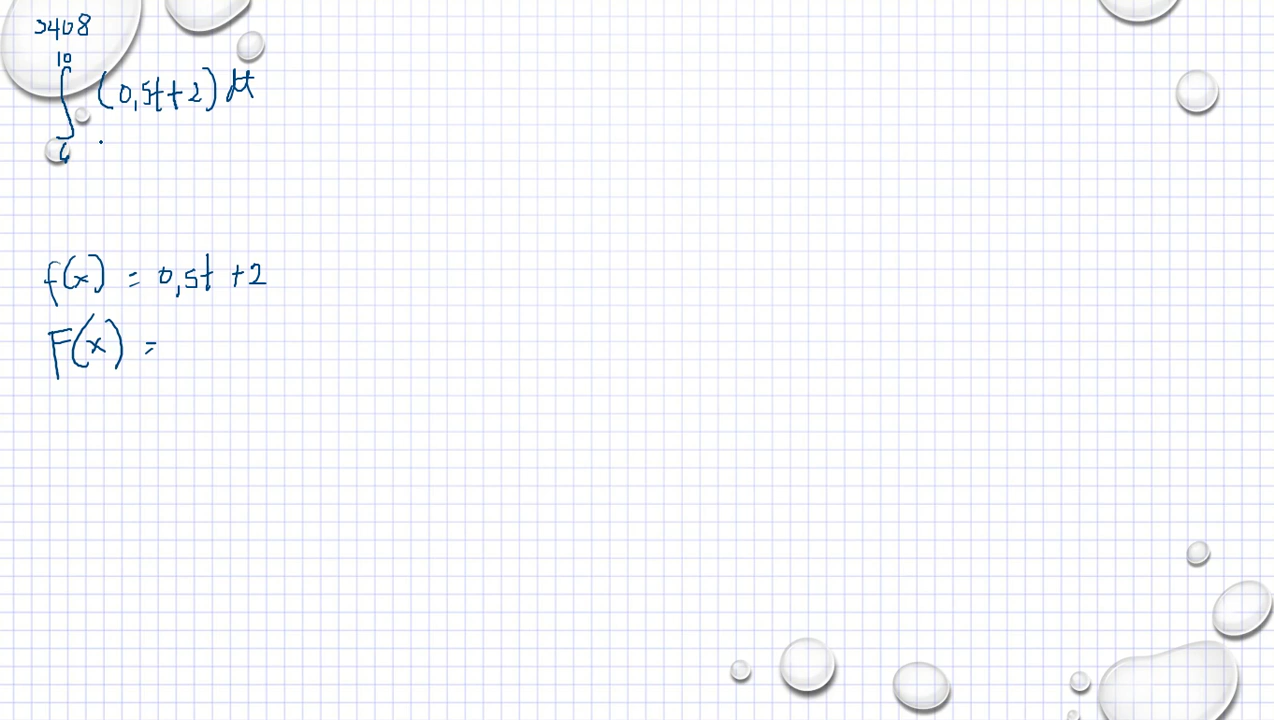 3408
10
∫ (0,5t+2) dt
6
f(x) = 0,5t +2
F(x) =